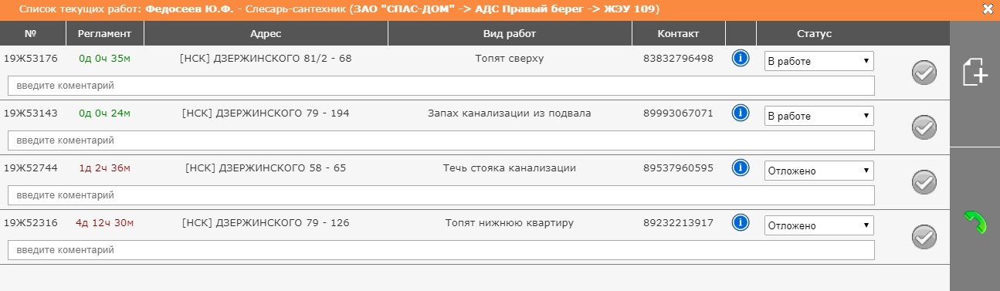 Список текущих работ: Федосеев Ю.Ф. - Слесарь-сантехник (ЗАО "СПАС-ДОМ" -> АДС Правый берег -> ЖЭУ 109)
№ Регламент Адрес Вид работ Контакт Статус
19Ж53176 0д 0ч 35м [НСК] ДЗЕРЖИНСКОГО 81/2 - 68 Топят сверху 83832796498 В работе
введите коментарий
19Ж53143 0д 0ч 24м [НСК] ДЗЕРЖИНСКОГО 79 - 194 Запах канализации из подвала 89993067071 В работе
введите коментарий
19Ж52744 1д 2ч 36м [НСК] ДЗЕРЖИНСКОГО 58 - 65 Течь стояка канализации 89537960595 Отложено
введите коментарий
19Ж52316 4д 12ч 30м [НСК] ДЗЕРЖИНСКОГО 79 - 126 Топят нижнюю квартиру 89232213917 Отложено
введите коментарий